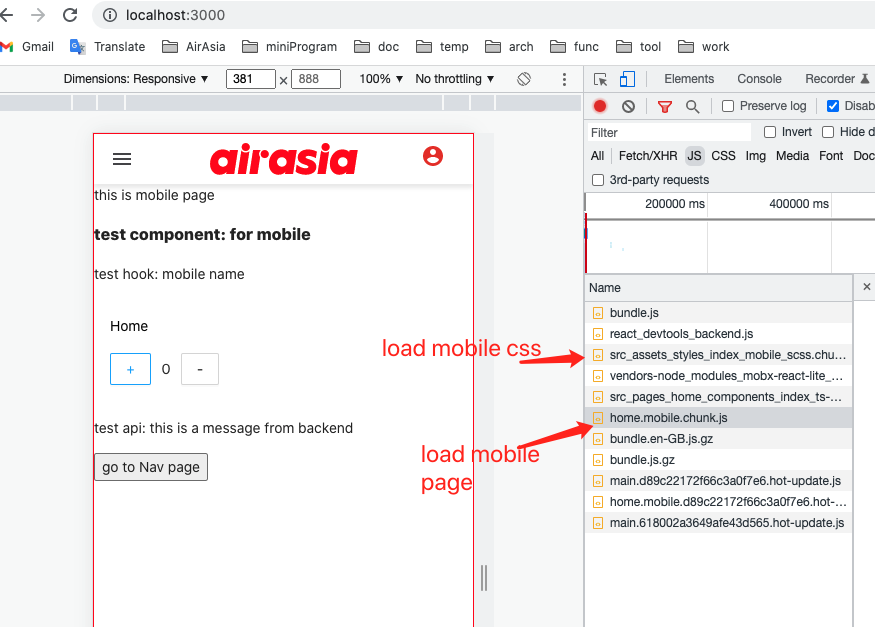 localhost:3000
Gmail Translate AirAsia miniProgram doc temp arch func tool work
Dimensions: Responsive ▼ 381 x 888 100% ▼ No throttling ▼
Elements Console Recorder
Preserve log Disab
Filter Invert Hide d
All Fetch/XHR JS CSS Img Media Font Doc
3rd-party requests
200000 ms 400000 ms
Name ×
bundle.js
react_devtools_backend.js
src_assets_styles_index_mobile_scss.chu...
vendors-node_modules_mobx-react-lite_...
src_pages_home_components_index_ts-...
home.mobile.chunk.js
bundle.en-GB.js.gz
bundle.js.gz
main.d89c22172f66c3a0f7e6.hot-update.js
home.mobile.d89c22172f66c3a0f7e6.hot-...
main.618002a3649afe43d565.hot-update.js
airasia
this is mobile page
test component: for mobile
test hook: mobile name
Home
+ 0 -
test api: this is a message from backend
go to Nav page
load mobile css
load mobile
page